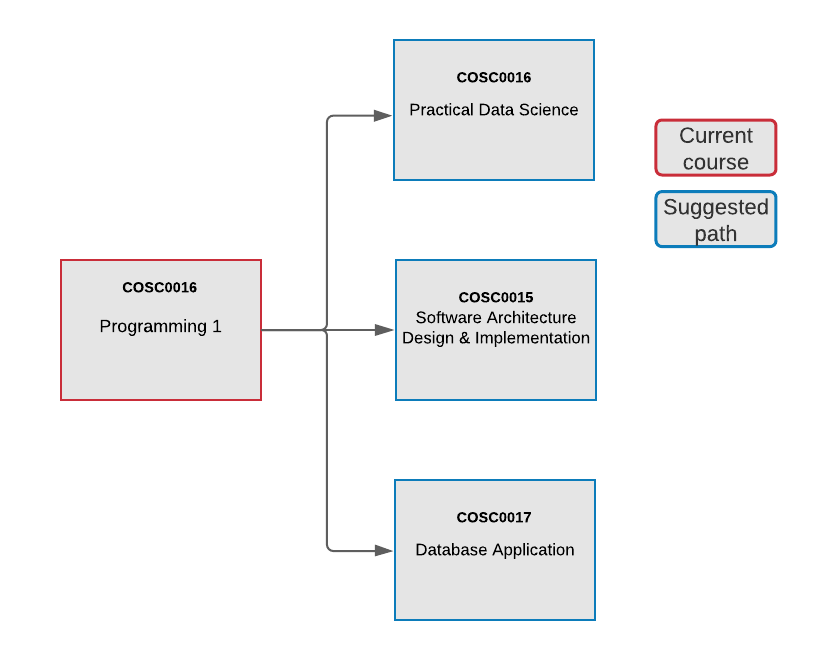 COSC0016
Practical Data Science
Current
course
Suggested
path
COSC0016
Programming 1
COSC0015
Software Architecture
Design & Implementation
COSC0017
Database Application